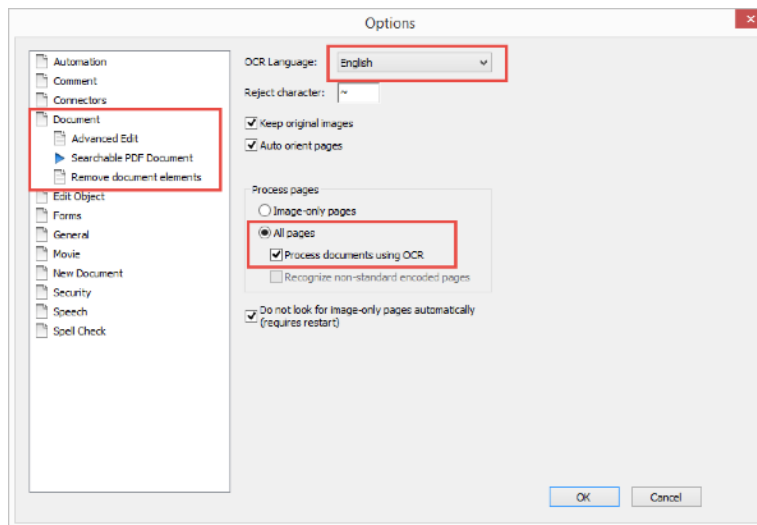 Options
Automation
Comment
Connectors
Document
Advanced Edit
Searchable PDF Document
Remove document elements
Edit Object
Forms
General
Movie
New Document
Security
Speech
Spell Check
OCR Language: English
Reject character: ~
Keep original images
Auto orient pages
Process pages
Image-only pages
All pages
Process documents using OCR
Recognize non-standard encoded pages
Do not look for image-only pages automatically
(requires restart)
OK Cancel